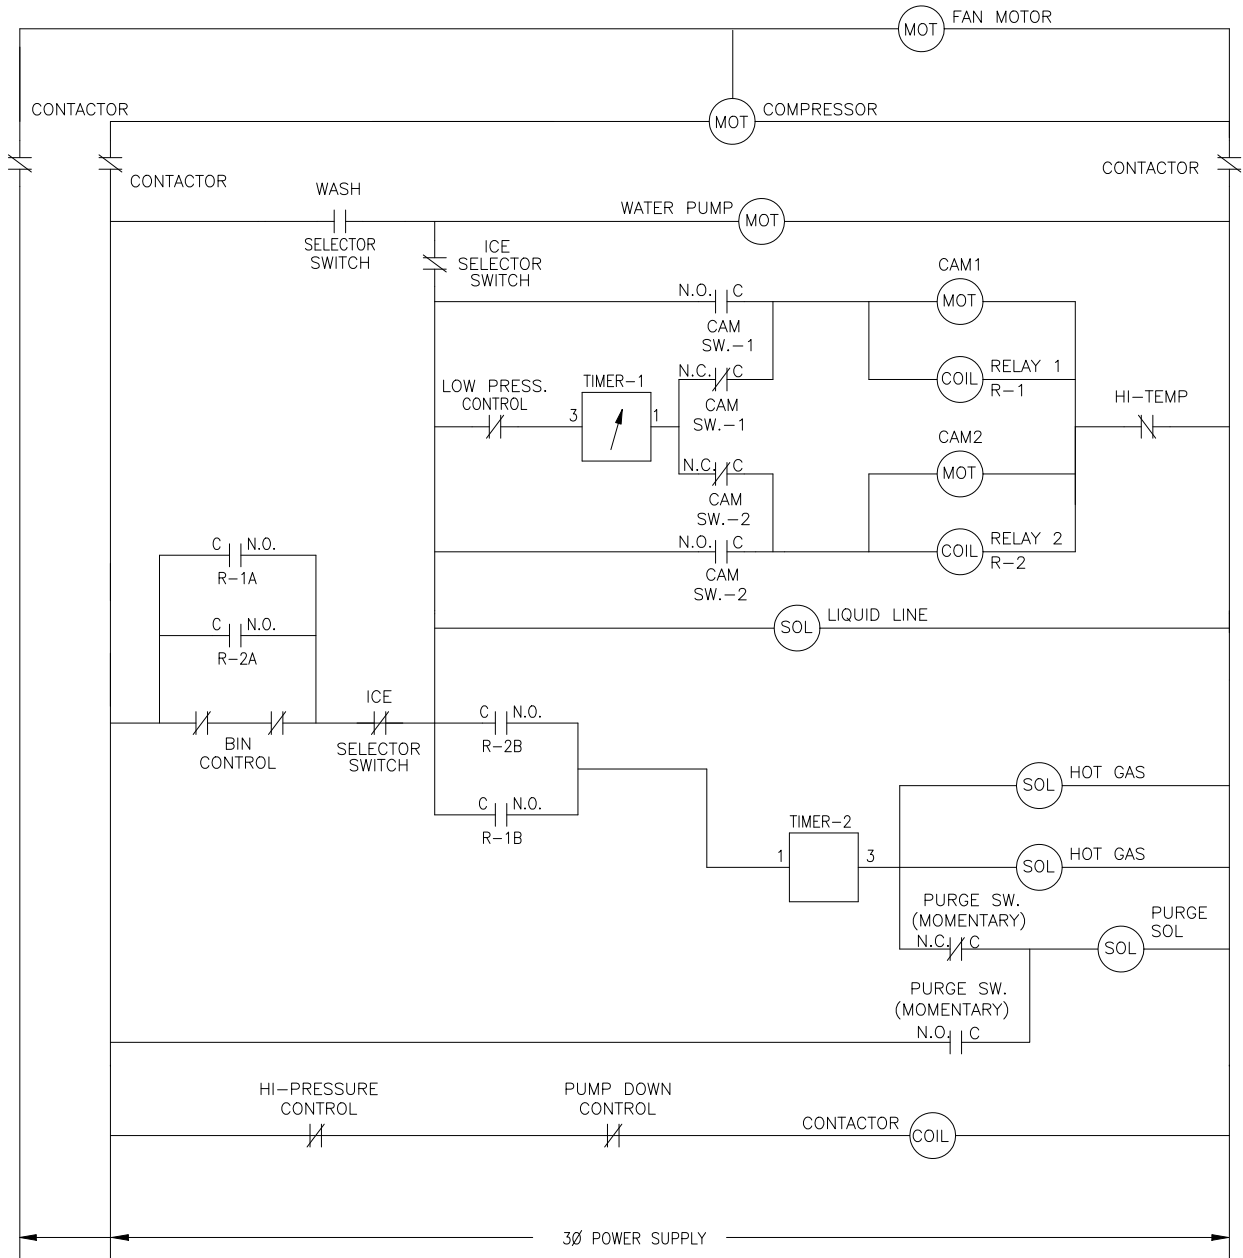 MOT FAN MOTOR
CONTACTOR
MOT COMPRESSOR
CONTACTOR
CONTACTOR
WASH
SELECTOR
SWITCH
WATER PUMP MOT
ICE
SELECTOR
SWITCH
N.O. C
CAM
SW.-1
CAM1
MOT
LOW PRESS.
CONTROL
TIMER-1
3 1
N.C. C
CAM
SW.-1
COIL RELAY 1
R-1
HI-TEMP
N.C. C
CAM
SW.-2
CAM2
MOT
N.O. C
CAM
SW.-2
COIL RELAY 2
R-2
C N.O.
R-1A
C N.O.
R-2A
SOL LIQUID LINE
BIN
CONTROL
ICE
SELECTOR
SWITCH
C N.O.
R-2B
C N.O.
R-1B
TIMER-2
1 3
SOL HOT GAS
SOL HOT GAS
PURGE SW.
(MOMENTARY)
N.C. C
SOL
PURGE
SOL
PURGE SW.
(MOMENTARY)
N.O. C
HI-PRESSURE
CONTROL
PUMP DOWN
CONTROL
CONTACTOR COIL
3Ø POWER SUPPLY